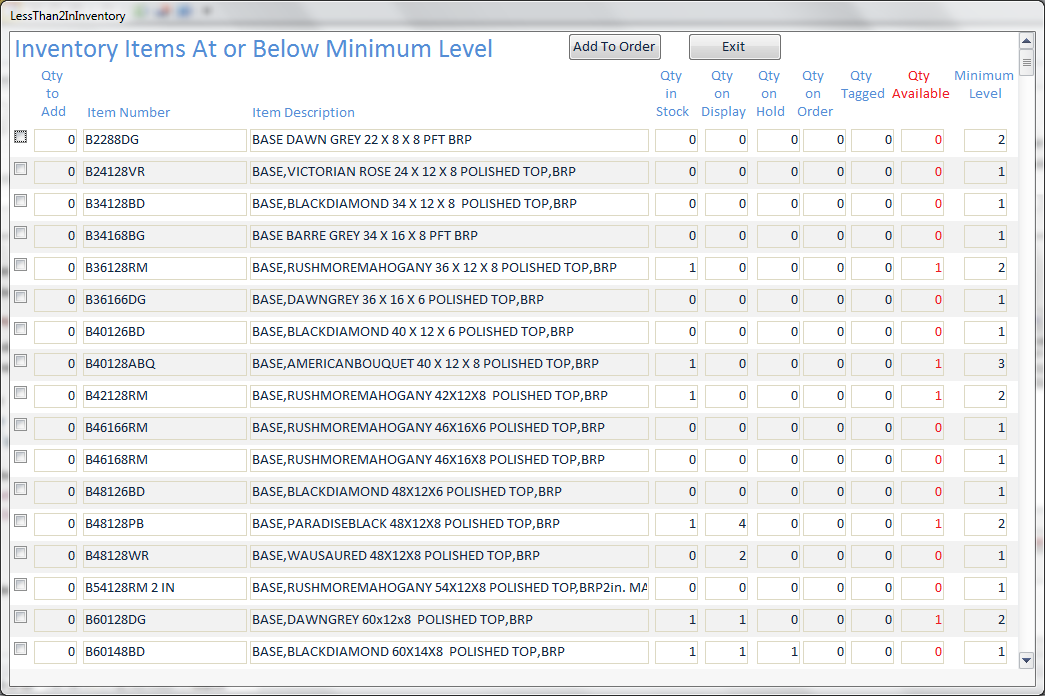 LessThan2InInventory
Inventory Items At or Below Minimum Level
Add To Order Exit
Qty to Add Item Number Item Description Qty in Stock Qty on Display Qty on Hold Qty on Order Qty Tagged Qty Available Minimum Level
0 B2288DG BASE DAWN GREY 22 X 8 X 8 PFT BRP 0 0 0 0 0 0 2
0 B24128VR BASE,VICTORIAN ROSE 24 X 12 X 8 POLISHED TOP,BRP 0 0 0 0 0 0 1
0 B34128BD BASE,BLACKDIAMOND 34 X 12 X 8  POLISHED TOP,BRP 0 0 0 0 0 0 1
0 B34168BG BASE BARRE GREY 34 X 16 X 8 PFT BRP 0 0 0 0 0 0 1
0 B36128RM BASE,RUSHMOREMAHOGANY 36 X 12 X 8 POLISHED TOP,BRP 1 0 0 0 0 1 2
0 B36166DG BASE,DAWNGREY 36 X 16 X 6 POLISHED TOP,BRP 0 0 0 0 0 0 1
0 B40126BD BASE,BLACKDIAMOND 40 X 12 X 6 POLISHED TOP,BRP 0 0 0 0 0 0 1
0 B40128ABQ BASE,AMERICANBOUQUET 40 X 12 X 8 POLISHED TOP,BRP 1 0 0 0 0 1 3
0 B42128RM BASE,RUSHMOREMAHOGANY 42X12X8  POLISHED TOP,BRP 1 0 0 0 0 1 2
0 B46166RM BASE,RUSHMOREMAHOGANY 46X16X6 POLISHED TOP,BRP 0 0 0 0 0 0 1
0 B46168RM BASE,RUSHMOREMAHOGANY 46X16X8 POLISHED TOP,BRP 0 0 0 0 0 0 1
0 B48126BD BASE,BLACKDIAMOND 48X12X6 POLISHED TOP,BRP 0 0 0 0 0 0 1
0 B48128PB BASE,PARADISEBLACK 48X12X8 POLISHED TOP,BRP 1 4 0 0 0 1 2
0 B48128WR BASE,WAUSAURED 48X12X8 POLISHED TOP,BRP 0 2 0 0 0 0 1
0 B54128RM 2 IN BASE,RUSHMOREMAHOGANY 54X12X8 POLISHED TOP,BRP2in. MA 0 0 0 0 0 0 1
0 B60128DG BASE,DAWNGREY 60x12x8  POLISHED TOP,BRP 1 1 0 0 0 1 2
0 B60148BD BASE,BLACKDIAMOND 60X14X8  POLISHED TOP,BRP 1 1 1 0 0 0 1